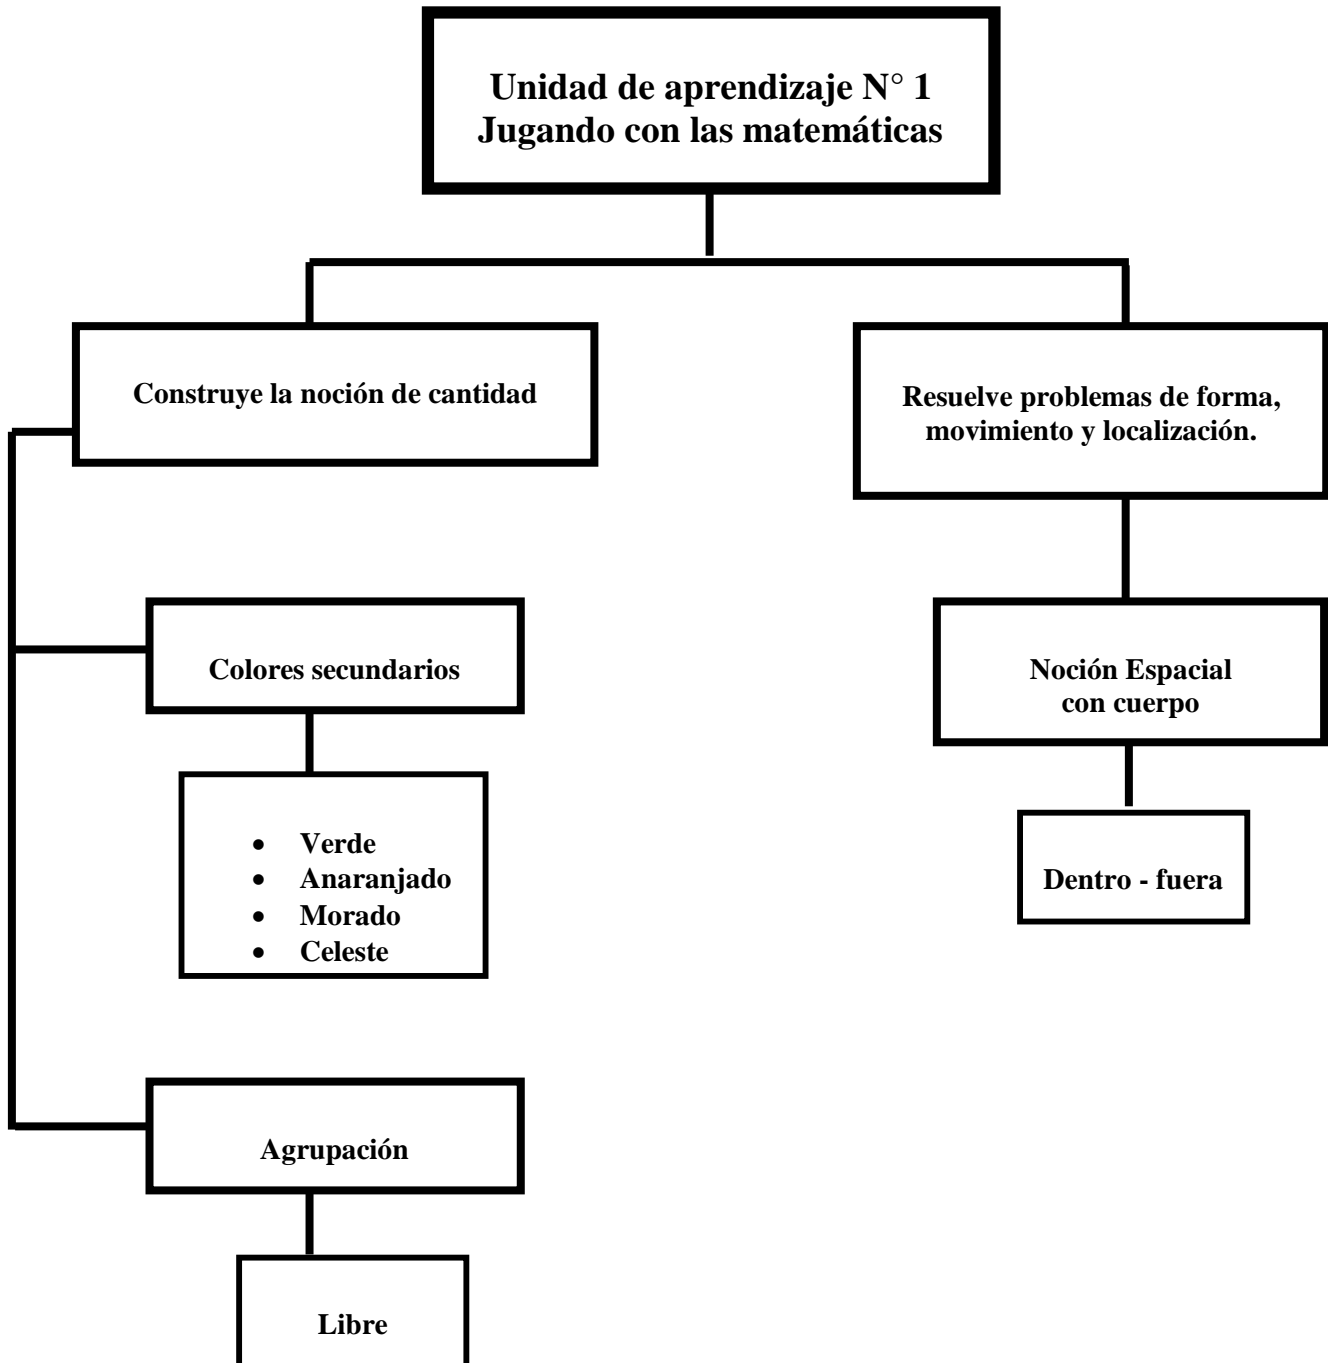 Unidad de aprendizaje N° 1
Jugando con las matemáticas
Construye la noción de cantidad
Resuelve problemas de forma,
movimiento y localización.
Colores secundarios
Noción Espacial
con cuerpo
• Verde
• Anaranjado
• Morado
• Celeste
Dentro - fuera
Agrupación
Libre